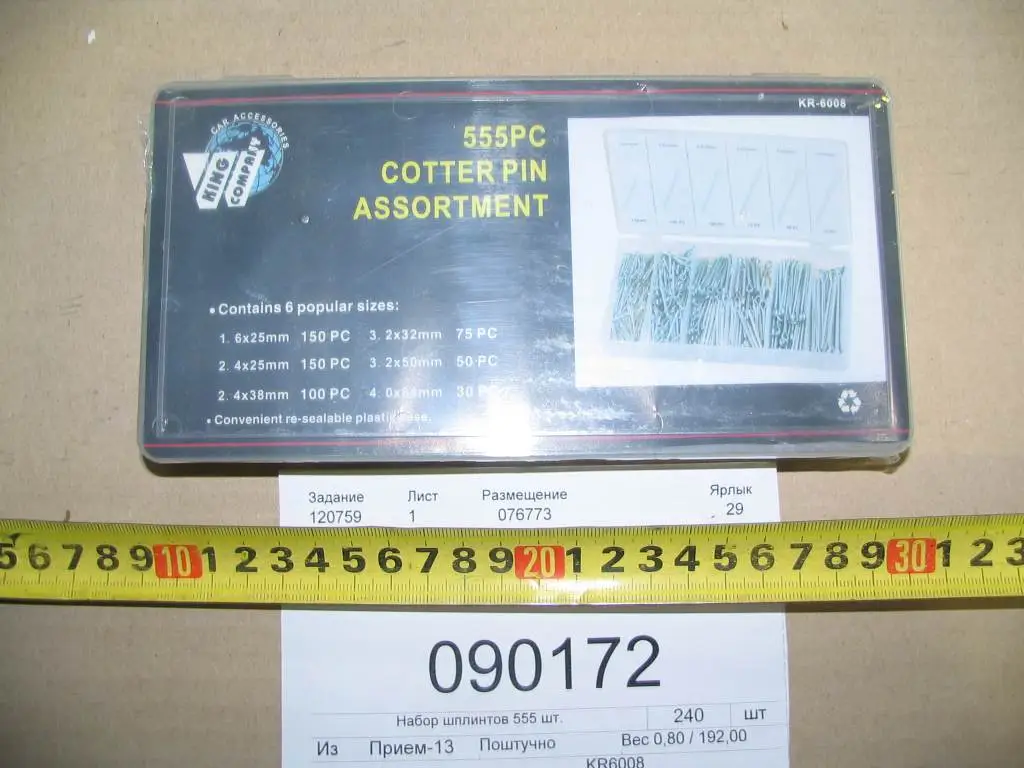 KR-6008
CAR ACCESSORIES
KING
COMPANY
555PC
COTTER PIN
ASSORTMENT
• Contains 6 popular sizes:
1. 6x25mm 150 PC 3. 2x32mm 75 PC
2. 4x25mm 150 PC 3. 2x50mm 50 PC
2. 4x38mm 100 PC 4. 30 PC
• Convenient re-sealable plastic
Задание Лист Размещение Ярлык
120759 1 076773 29
5 6 7 8 9 10 1 2 3 4 5 6 7 8 9 20 1 2 3 4 5 6 7 8 9 30 1 2 3
090172
Набор шплинтов 555 шт. 240 шт
Из Прием-13 Поштучно Вес 0,80 / 192,00
KR6008